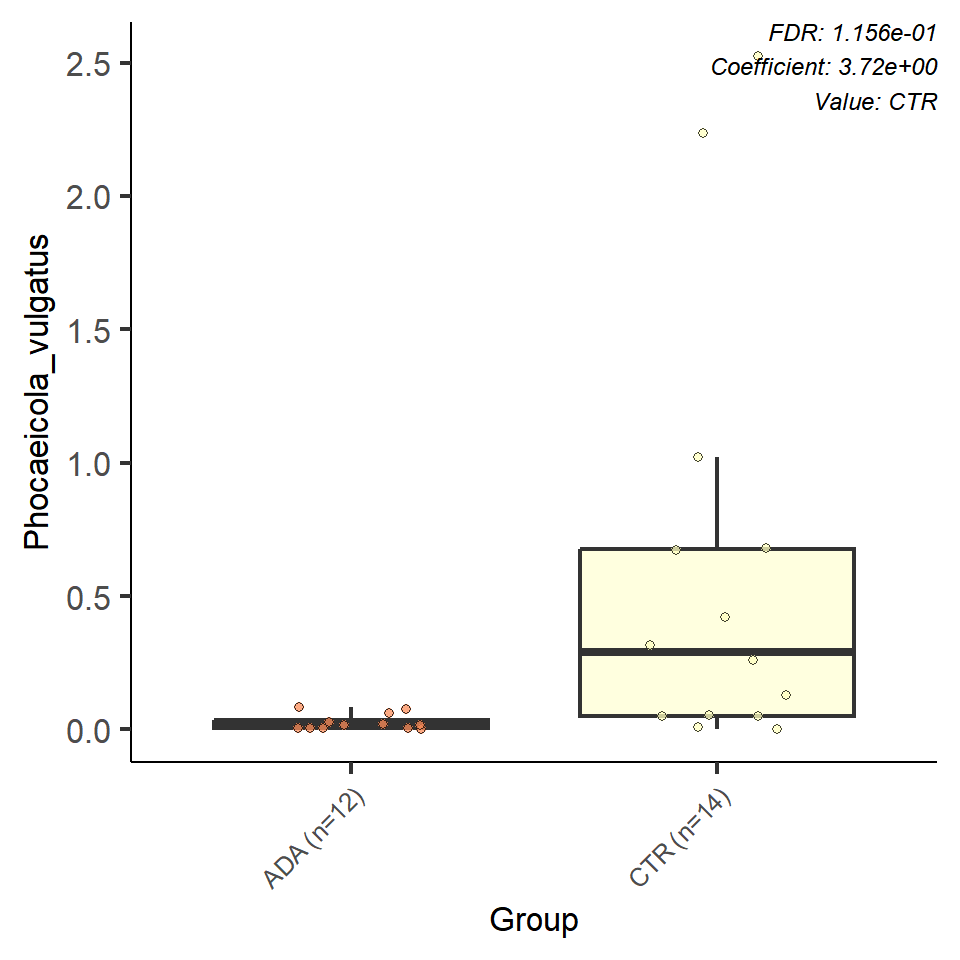 FDR: 1.156e-01
Coefficient: 3.72e+00
Value: CTR
2.5
2.0
1.5
1.0
0.5
0.0
Phocaeicola_vulgatus
ADA (n=12)
CTR (n=14)
Group